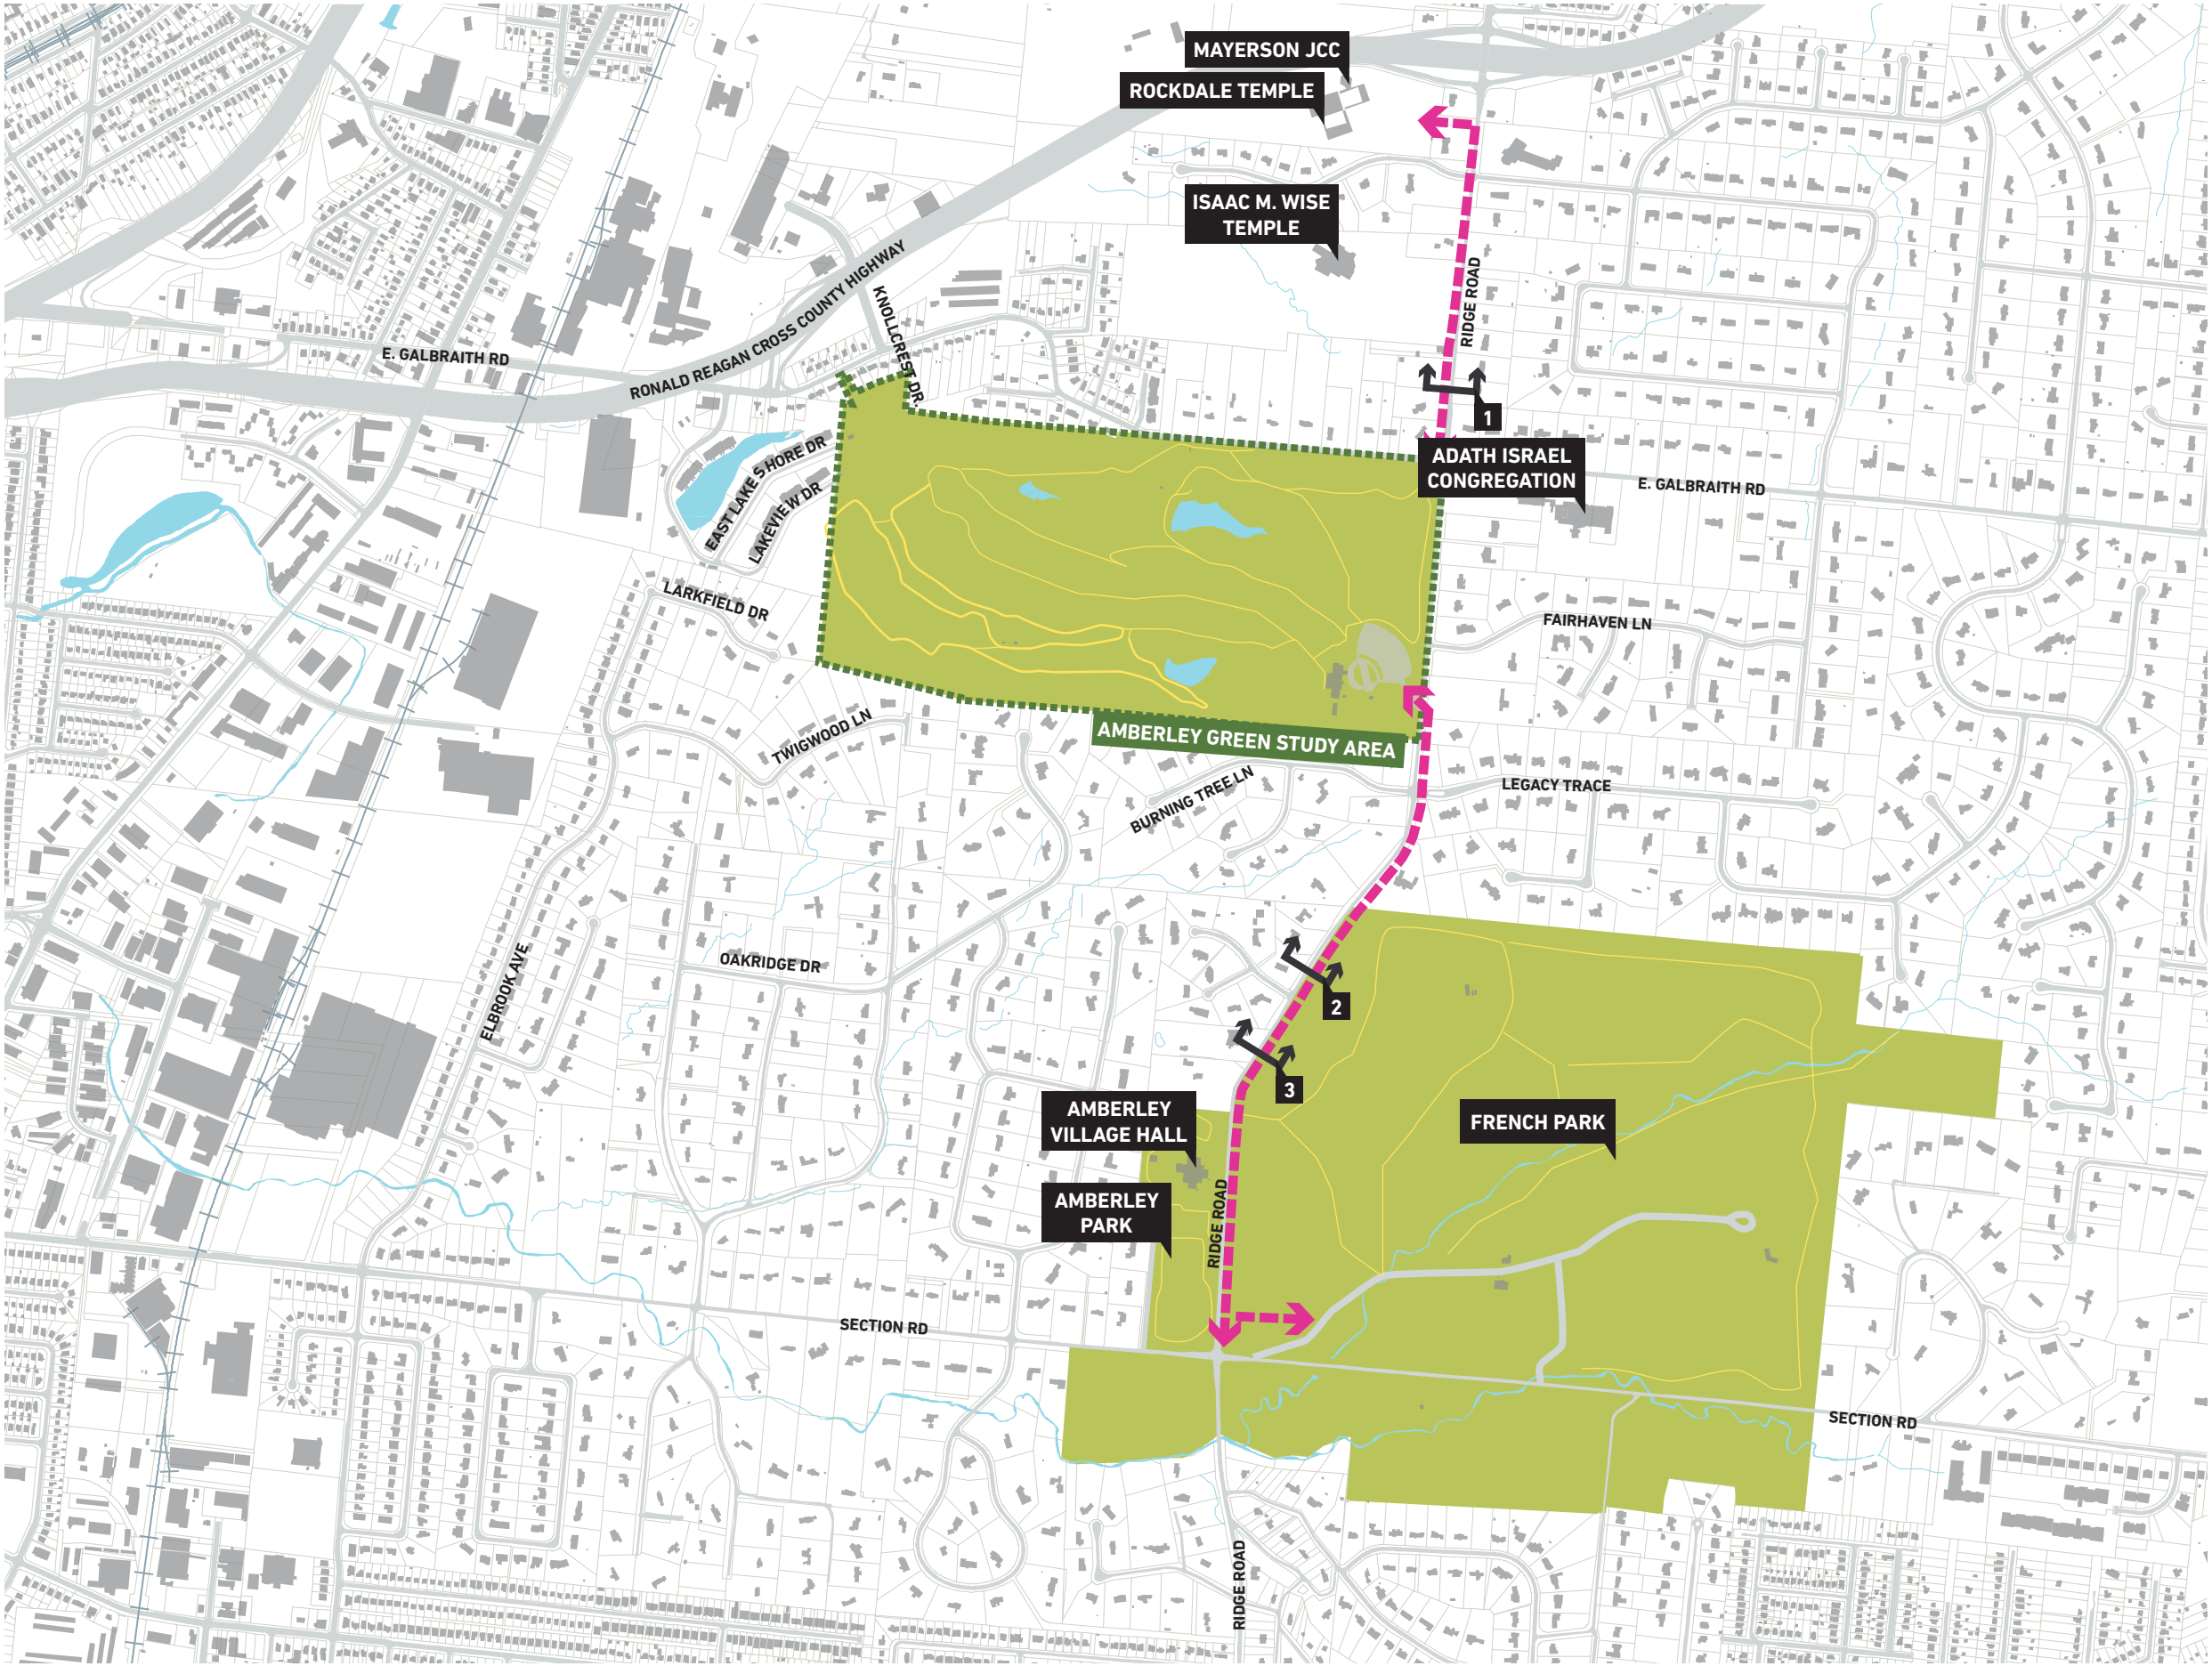 MAYERSON JCC
ROCKDALE TEMPLE
ISAAC M. WISE
TEMPLE
RIDGE ROAD
KNOLLCREST DR.
RONALD REAGAN CROSS COUNTY HIGHWAY
E. GALBRAITH RD
1
ADATH ISRAEL
CONGREGATION
E. GALBRAITH RD
EAST LAKE SHORE DR
LAKEVIEW DR
LARKFIELD DR
FAIRHAVEN LN
TWIGWOOD LN
AMBERLEY GREEN STUDY AREA
BURNING TREE LN
LEGACY TRACE
OAKRIDGE DR
ELBROOK AVE
2
3
AMBERLEY
VILLAGE HALL
FRENCH PARK
AMBERLEY
PARK
RIDGE ROAD
SECTION RD
SECTION RD
RIDGE ROAD